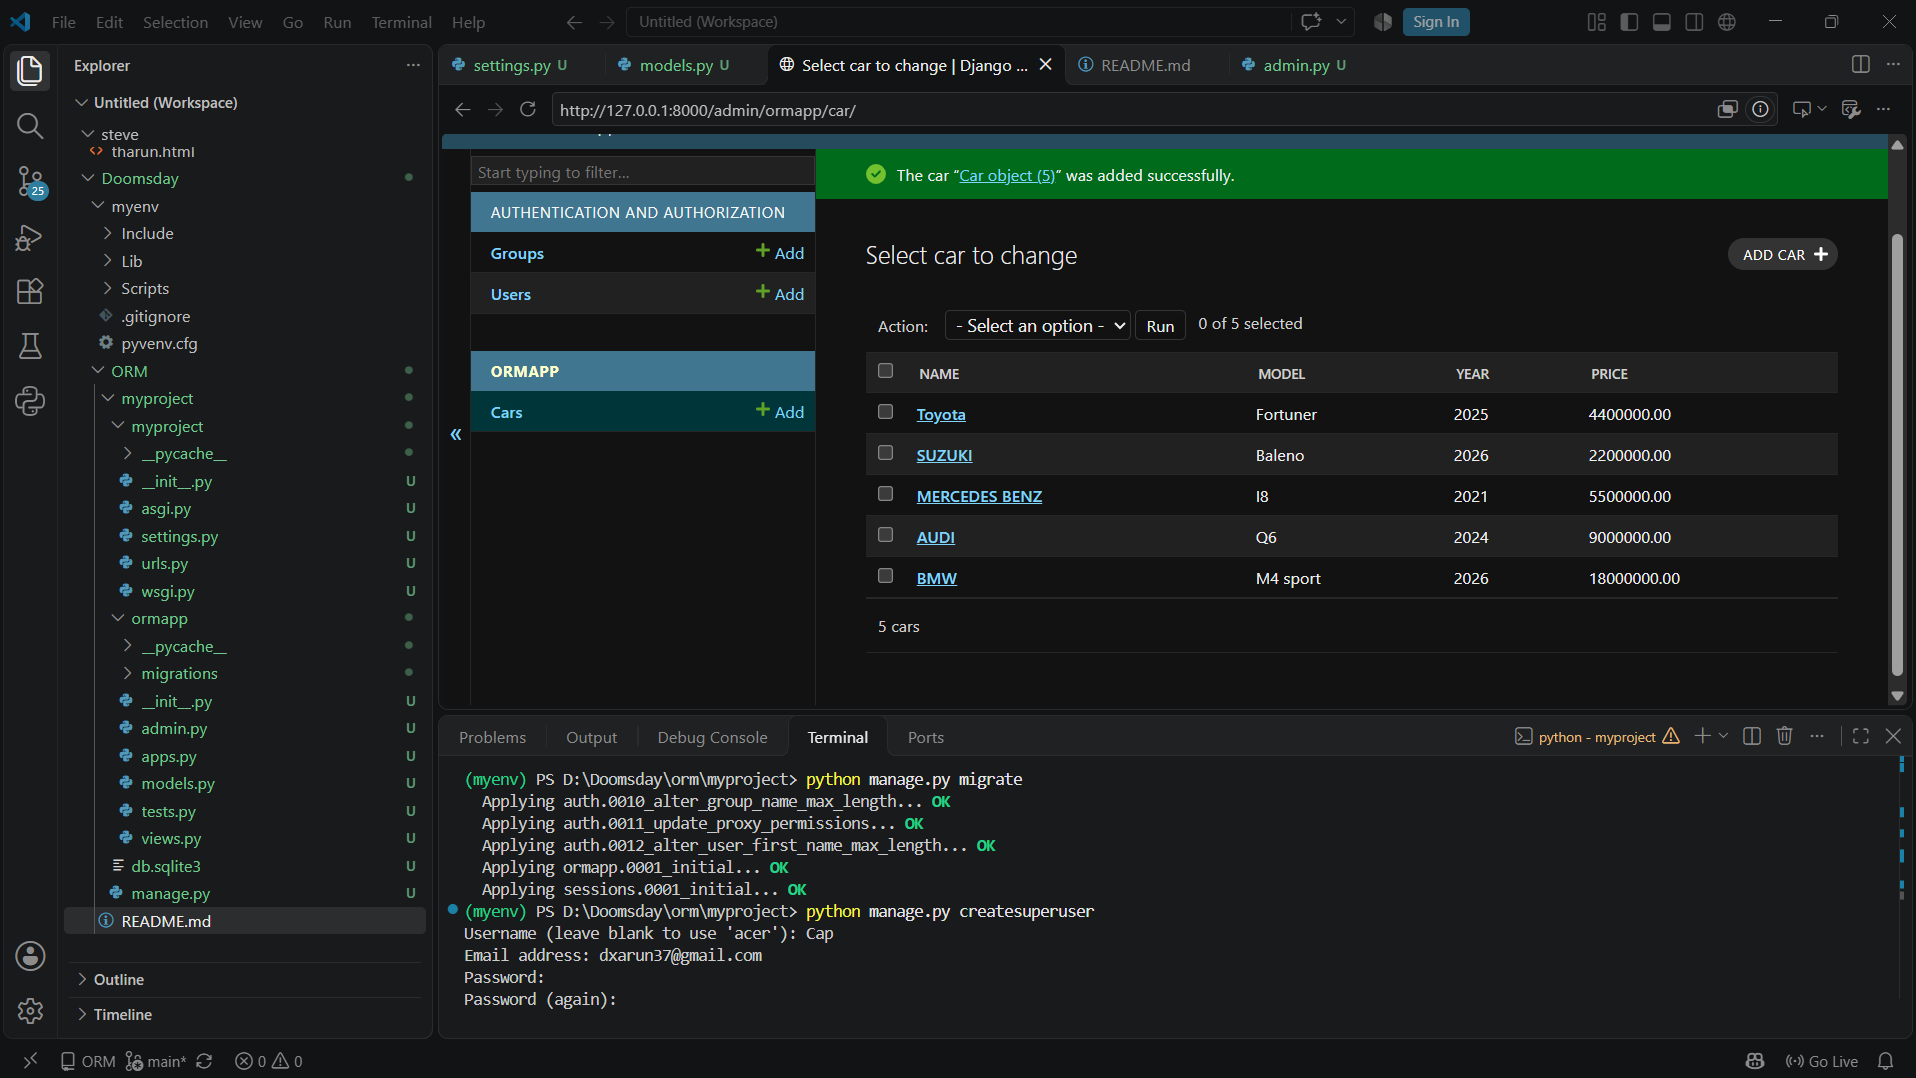 File Edit Selection View Go Run Terminal Help
Untitled (Workspace)
Sign In
Explorer
Untitled (Workspace)
steve
tharun.html
Doomsday
myenv
Include
Lib
Scripts
.gitignore
pyvenv.cfg
ORM
myproject
myproject
__pycache__
__init__.py U
asgi.py U
settings.py U
urls.py U
wsgi.py U
ormapp
__pycache__
migrations
__init__.py U
admin.py U
apps.py U
models.py U
tests.py U
views.py U
db.sqlite3 U
manage.py U
README.md
Outline
Timeline
25
settings.py U
models.py U
Select car to change | Django ...
README.md
admin.py U
http://127.0.0.1:8000/admin/ormapp/car/
Start typing to filter...
AUTHENTICATION AND AUTHORIZATION
Groups Add
Users Add
ORMAPP
Cars Add
«
The car “Car object (5)” was added successfully.
Select car to change
ADD CAR
Action: - Select an option - Run 0 of 5 selected
NAME MODEL YEAR PRICE
Toyota Fortuner 2025 4400000.00
SUZUKI Baleno 2026 2200000.00
MERCEDES BENZ I8 2021 5500000.00
AUDI Q6 2024 9000000.00
BMW M4 sport 2026 18000000.00
5 cars
Problems Output Debug Console Terminal Ports
python - myproject
(myenv) PS D:\Doomsday\orm\myproject> python manage.py migrate
Applying auth.0010_alter_group_name_max_length... OK
Applying auth.0011_update_proxy_permissions... OK
Applying auth.0012_alter_user_first_name_max_length... OK
Applying ormapp.0001_initial... OK
Applying sessions.0001_initial... OK
(myenv) PS D:\Doomsday\orm\myproject> python manage.py createsuperuser
Username (leave blank to use 'acer'): Cap
Email address: dxarun37@gmail.com
Password:
Password (again):
ORM main* 0 0
Go Live